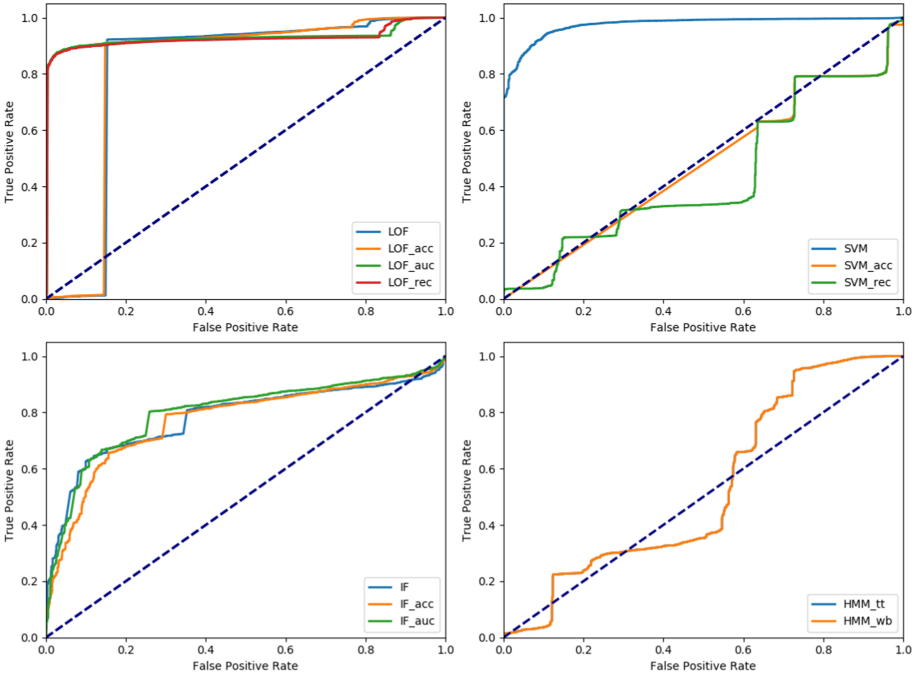 True Positive Rate
1.0
0.8
0.6
0.4
0.2
0.0
LOF
LOF_acc
LOF_auc
LOF_rec
0.0 0.2 0.4 0.6 0.8 1.0
False Positive Rate
True Positive Rate
1.0
0.8
0.6
0.4
0.2
0.0
SVM
SVM_acc
SVM_rec
0.0 0.2 0.4 0.6 0.8 1.0
False Positive Rate
True Positive Rate
1.0
0.8
0.6
0.4
0.2
0.0
IF
IF_acc
IF_auc
0.0 0.2 0.4 0.6 0.8 1.0
False Positive Rate
True Positive Rate
1.0
0.8
0.6
0.4
0.2
0.0
HMM_tt
HMM_wb
0.0 0.2 0.4 0.6 0.8 1.0
False Positive Rate